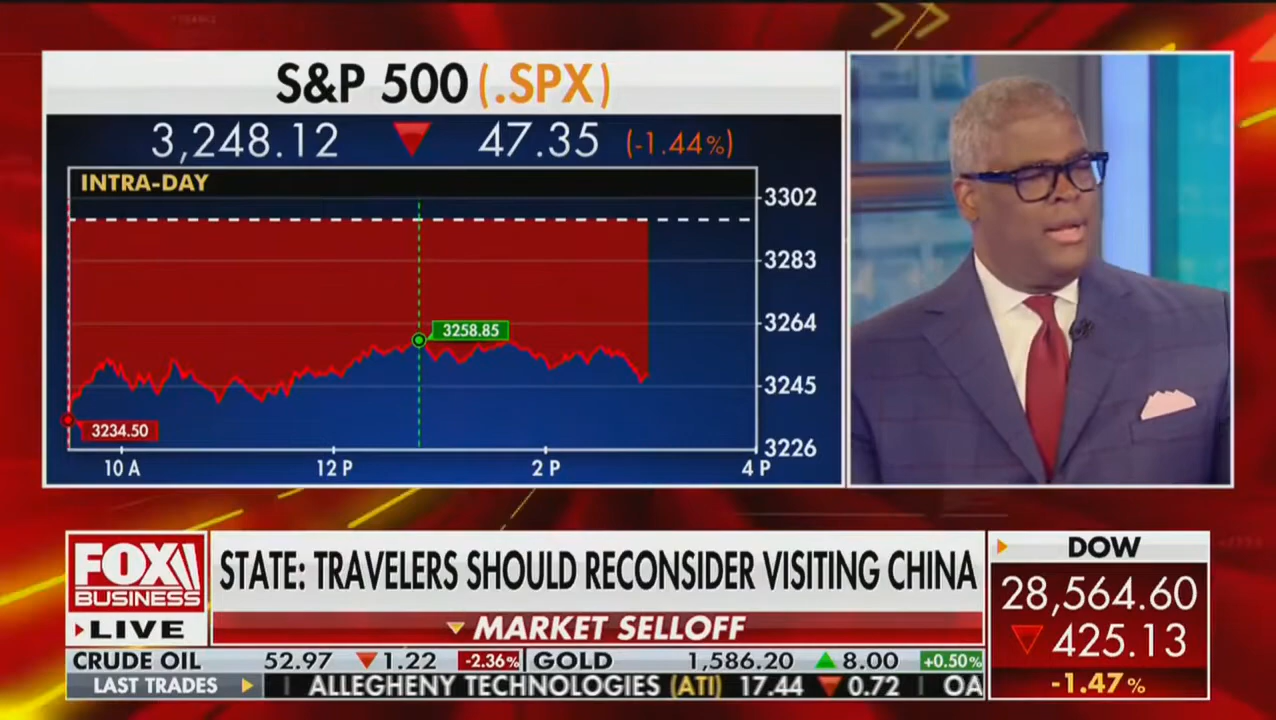 S&P 500 (.SPX)
3,248.12 ▼ 47.35 (-1.44%)
INTRA-DAY
3302
3283
3264
3245
3226
3258.85
3234.50
10 A 12 P 2 P 4 P
FOX BUSINESS
LIVE
STATE: TRAVELERS SHOULD RECONSIDER VISITING CHINA
MARKET SELLOFF
DOW
28,564.60
▼ 425.13
-1.47%
CRUDE OIL 52.97 ▼ 1.22 -2.36% GOLD 1,586.20 ▲ 8.00 +0.50%
LAST TRADES ALLEGHENY TECHNOLOGIES (ATI) 17.44 ▼ 0.72 OA